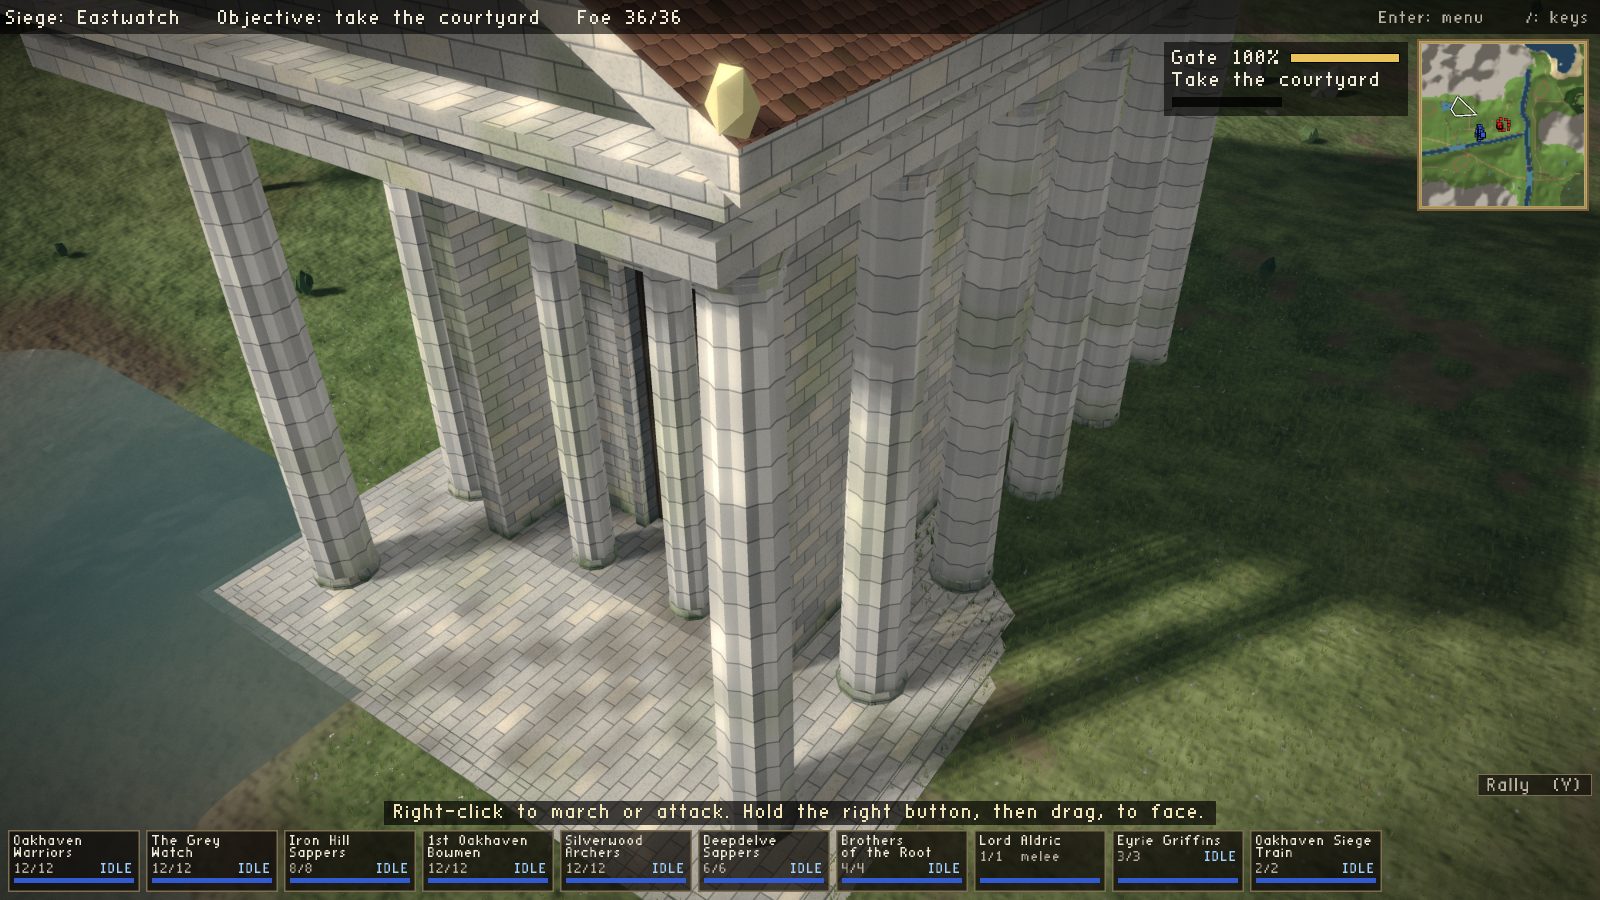 Siege: Eastwatch Objective: take the courtyard Foe 36/36
Enter: menu /: keys
Gate 100%
Take the courtyard
Rally (Y)
Right-click to march or attack. Hold the right button, then drag, to face.
Oakhaven
Warriors
12/12 IDLE
The Grey
Watch
12/12 IDLE
Iron Hill
Sappers
8/8 IDLE
1st Oakhaven
Bowmen
12/12 IDLE
Silverwood
Archers
12/12 IDLE
Deepdelve
Sappers
6/6 IDLE
Brothers
of the Root
4/4 IDLE
Lord Aldric
1/1 melee
Eyrie Griffins
3/3 IDLE
Oakhaven Siege
Train
2/2 IDLE